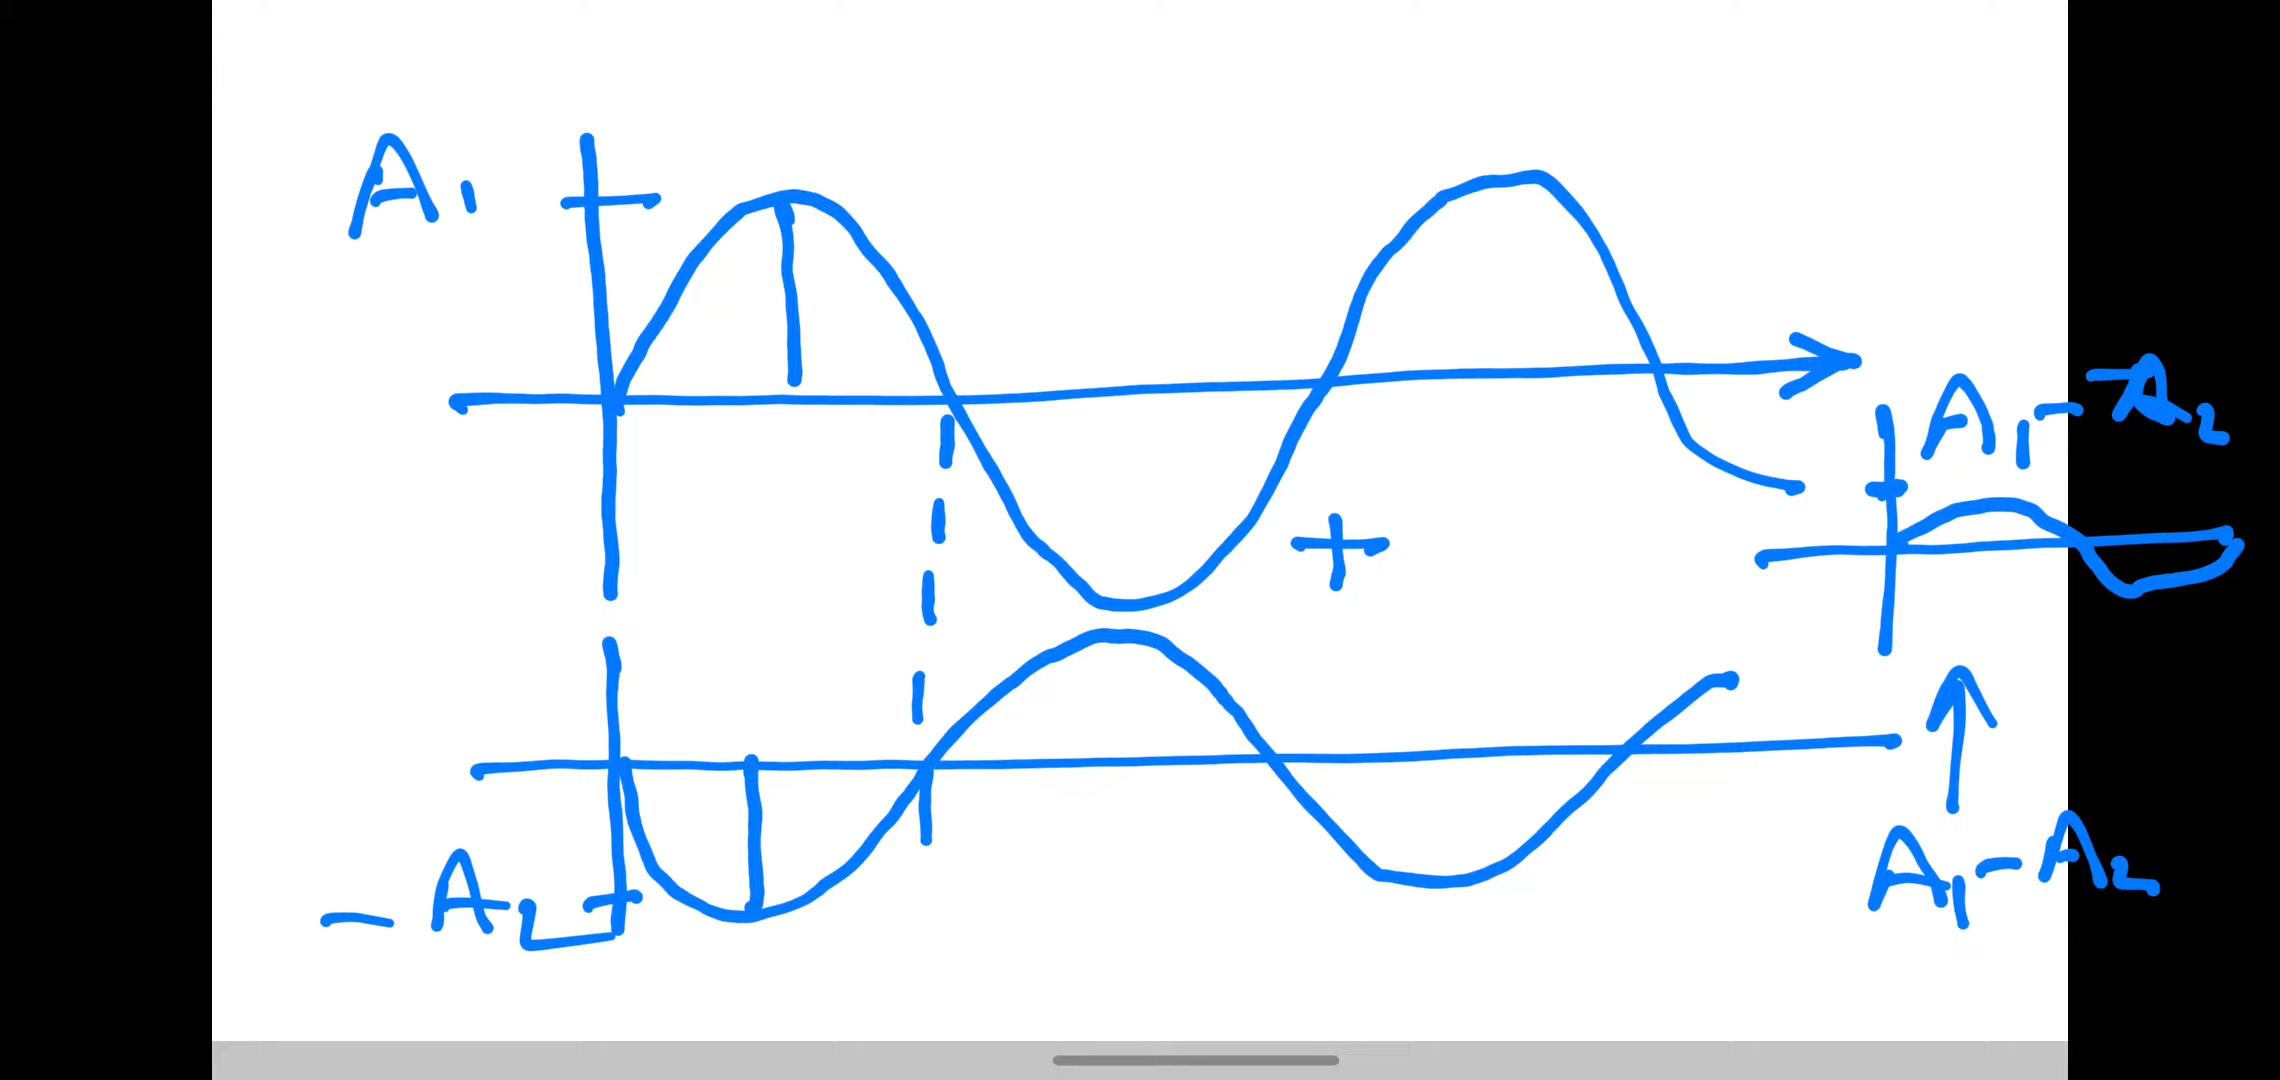 A₁
A₁ - A₂
+
- A₂
A₁ - A₂